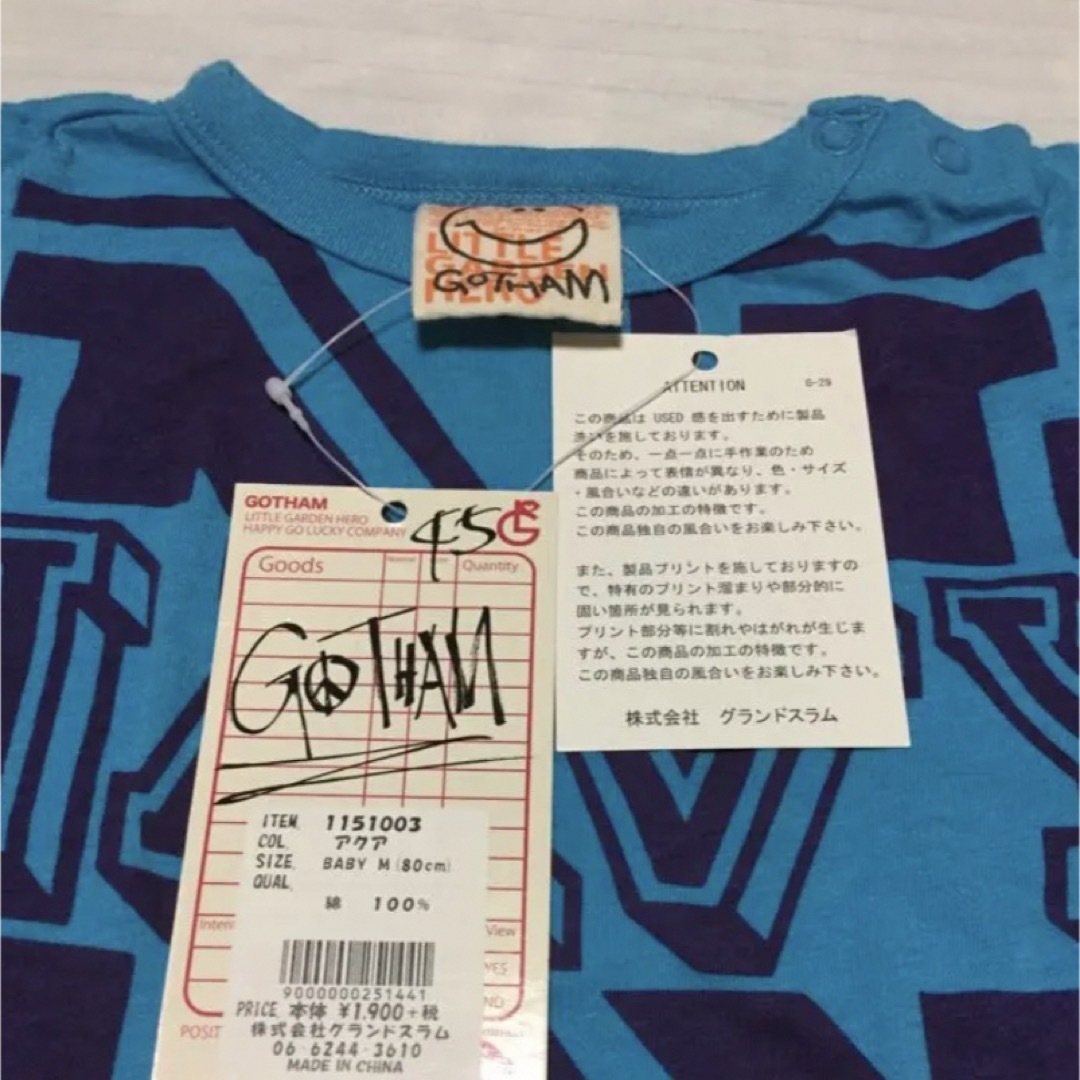 LITTLE
GARDEN
HERO
GOTHAM
ATTENTION G-29
この商品は USED 感を出すために製品
洗いを施しております。
そのため、一点一点に手作業のため
商品によって表情が異なり、色・サイズ
・風合いなどの違いがあります。
この商品の加工の特徴です。
この商品独自の風合いをお楽しみ下さい。
また、製品プリントを施しておりますの
で、特有のプリント溜まりや部分的に
固い箇所が見られます。
プリント部分等に割れやはがれが生じま
すが、この商品の加工の特徴です。
この商品独自の風合いをお楽しみ下さい。
株式会社 グランドスラム
GOTHAM
LITTLE GARDEN HERO
HAPPY GO LUCKY COMPANY
45
Goods Quantity
GOTHAM
ITEM. 1151003
COL. アクア
SIZE. BABY M (80cm)
QUAL.
綿 100%
View
YES
NO
9000000251441
PRICE. 本体 ¥1,900+税
株式会社グランドスラム
06-6244-3610
MADE IN CHINA
POSIT